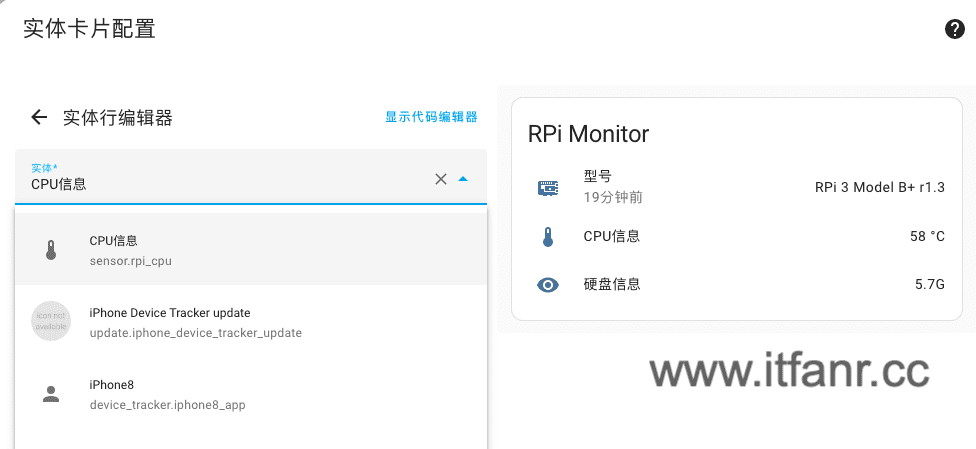 实体卡片配置
实体行编辑器
显示代码编辑器
实体*
CPU信息
CPU信息
sensor.rpi_cpu
icon not
available
iPhone Device Tracker update
update.iphone_device_tracker_update
iPhone8
device_tracker.iphone8_app
RPi Monitor
型号
19分钟前
RPi 3 Model B+ r1.3
CPU信息
58 °C
硬盘信息
5.7G
www.itfanr.cc